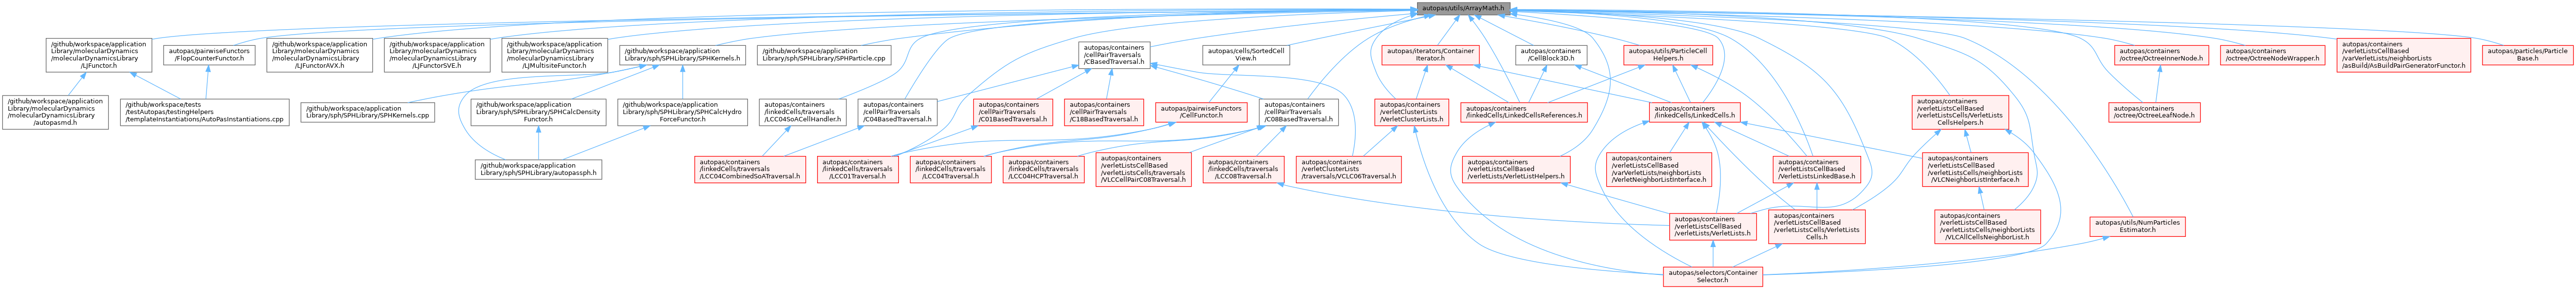 autopas/utils/ArrayMath.h
/github/workspace/application
Library/molecularDynamics
/molecularDynamicsLibrary
/LJFunctor.h
autopas/pairwiseFunctors
/FlopCounterFunctor.h
/github/workspace/application
Library/molecularDynamics
/molecularDynamicsLibrary
/LJFunctorAVX.h
/github/workspace/application
Library/molecularDynamics
/molecularDynamicsLibrary
/LJFunctorSVE.h
/github/workspace/application
Library/molecularDynamics
/molecularDynamicsLibrary
/LJMultisiteFunctor.h
/github/workspace/application
Library/sph/SPHLibrary/SPHKernels.h
/github/workspace/application
Library/sph/SPHLibrary/SPHParticle.cpp
autopas/containers
/cellPairTraversals
/CBasedTraversal.h
autopas/cells/SortedCell
View.h
autopas/iterators/Container
Iterator.h
autopas/containers
/CellBlock3D.h
autopas/utils/ParticleCell
Helpers.h
autopas/containers
/octree/OctreeInnerNode.h
autopas/containers
/octree/OctreeNodeWrapper.h
autopas/containers
/verletListsCellBased
/varVerletLists/neighborLists
/asBuild/AsBuildPairGeneratorFunctor.h
autopas/particles/Particle
Base.h
/github/workspace/application
Library/molecularDynamics
/molecularDynamicsLibrary
/autopasmd.h
/github/workspace/tests
/testAutopas/testingHelpers
/templateInstantiations/AutoPasInstantiations.cpp
/github/workspace/application
Library/sph/SPHLibrary/SPHKernels.cpp
/github/workspace/application
Library/sph/SPHLibrary/SPHCalcDensity
Functor.h
/github/workspace/application
Library/sph/SPHLibrary/SPHCalcHydro
ForceFunctor.h
autopas/containers
/linkedCells/traversals
/LCC04SoACellHandler.h
autopas/containers
/cellPairTraversals
/C04BasedTraversal.h
autopas/containers
/cellPairTraversals
/C01BasedTraversal.h
autopas/containers
/cellPairTraversals
/C18BasedTraversal.h
autopas/pairwiseFunctors
/CellFunctor.h
autopas/containers
/cellPairTraversals
/C08BasedTraversal.h
autopas/containers
/verletClusterLists
/VerletClusterLists.h
autopas/containers
/linkedCells/LinkedCellsReferences.h
autopas/containers
/linkedCells/LinkedCells.h
autopas/containers
/verletListsCellBased
/verletListsCells/VerletLists
CellsHelpers.h
autopas/containers
/octree/OctreeLeafNode.h
/github/workspace/application
Library/sph/SPHLibrary/autopassph.h
autopas/containers
/linkedCells/traversals
/LCC04CombinedSoATraversal.h
autopas/containers
/linkedCells/traversals
/LCC01Traversal.h
autopas/containers
/linkedCells/traversals
/LCC04Traversal.h
autopas/containers
/linkedCells/traversals
/LCC04HCPTraversal.h
autopas/containers
/verletListsCellBased
/verletListsCells/traversals
/VLCCellPairC08Traversal.h
autopas/containers
/linkedCells/traversals
/LCC08Traversal.h
autopas/containers
/verletClusterLists
/traversals/VCLC06Traversal.h
autopas/containers
/verletListsCellBased
/verletLists/VerletListHelpers.h
autopas/containers
/verletListsCellBased
/varVerletLists/neighborLists
/VerletNeighborListInterface.h
autopas/containers
/verletListsCellBased
/VerletListsLinkedBase.h
autopas/containers
/verletListsCellBased
/verletListsCells/neighborLists
/VLCNeighborListInterface.h
autopas/containers
/verletListsCellBased
/verletLists/VerletLists.h
autopas/containers
/verletListsCellBased
/verletListsCells/VerletLists
Cells.h
autopas/containers
/verletListsCellBased
/verletListsCells/neighborLists
/VLCAllCellsNeighborList.h
autopas/utils/NumParticles
Estimator.h
autopas/selectors/Container
Selector.h